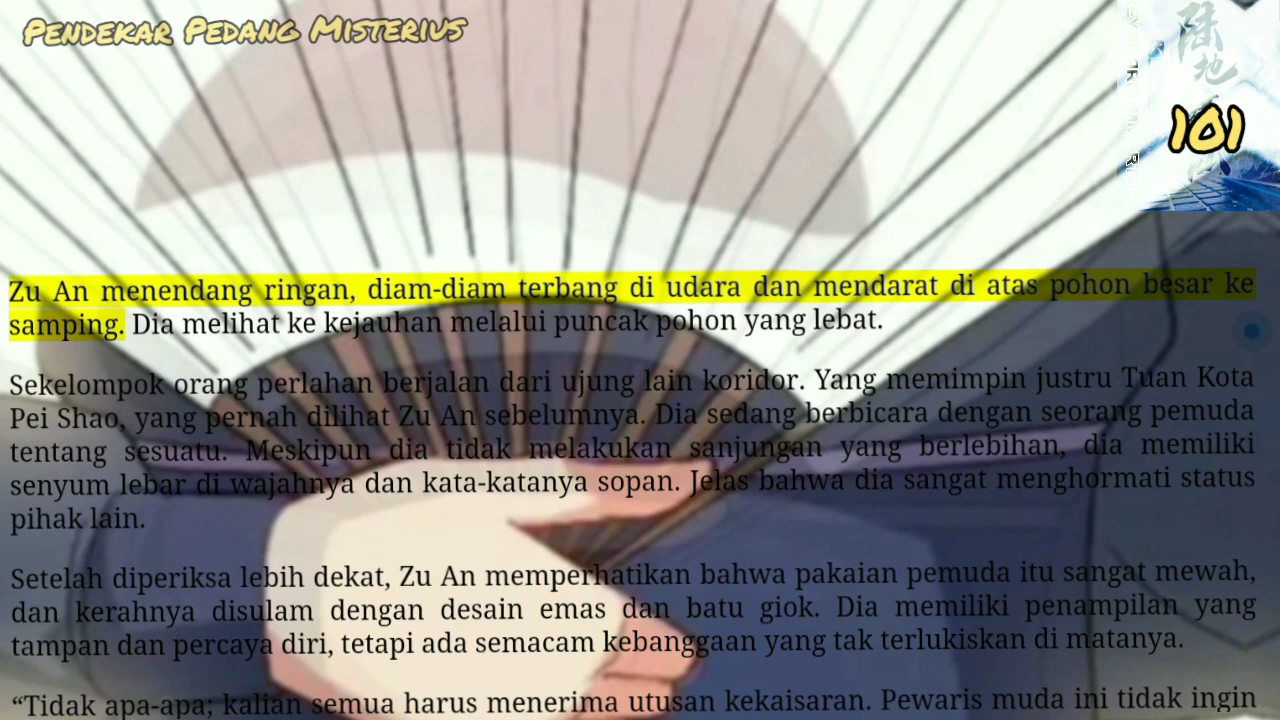 Pendekar Pedang Misterius
陸地
101
Zu An menendang ringan, diam-diam terbang di udara dan mendarat di atas pohon besar ke
samping. Dia melihat ke kejauhan melalui puncak pohon yang lebat.
Sekelompok orang perlahan berjalan dari ujung lain koridor. Yang memimpin justru Tuan Kota
Pei Shao, yang pernah dilihat Zu An sebelumnya. Dia sedang berbicara dengan seorang pemuda
tentang sesuatu. Meskipun dia tidak melakukan sanjungan yang berlebihan, dia memiliki
senyum lebar di wajahnya dan kata-katanya sopan. Jelas bahwa dia sangat menghormati status
pihak lain.
Setelah diperiksa lebih dekat, Zu An memperhatikan bahwa pakaian pemuda itu sangat mewah,
dan kerahnya disulam dengan desain emas dan batu giok. Dia memiliki penampilan yang
tampan dan percaya diri, tetapi ada semacam kebanggaan yang tak terlukiskan di matanya.
“Tidak apa-apa; kalian semua harus menerima utusan kekaisaran. Pewaris muda ini tidak ingin